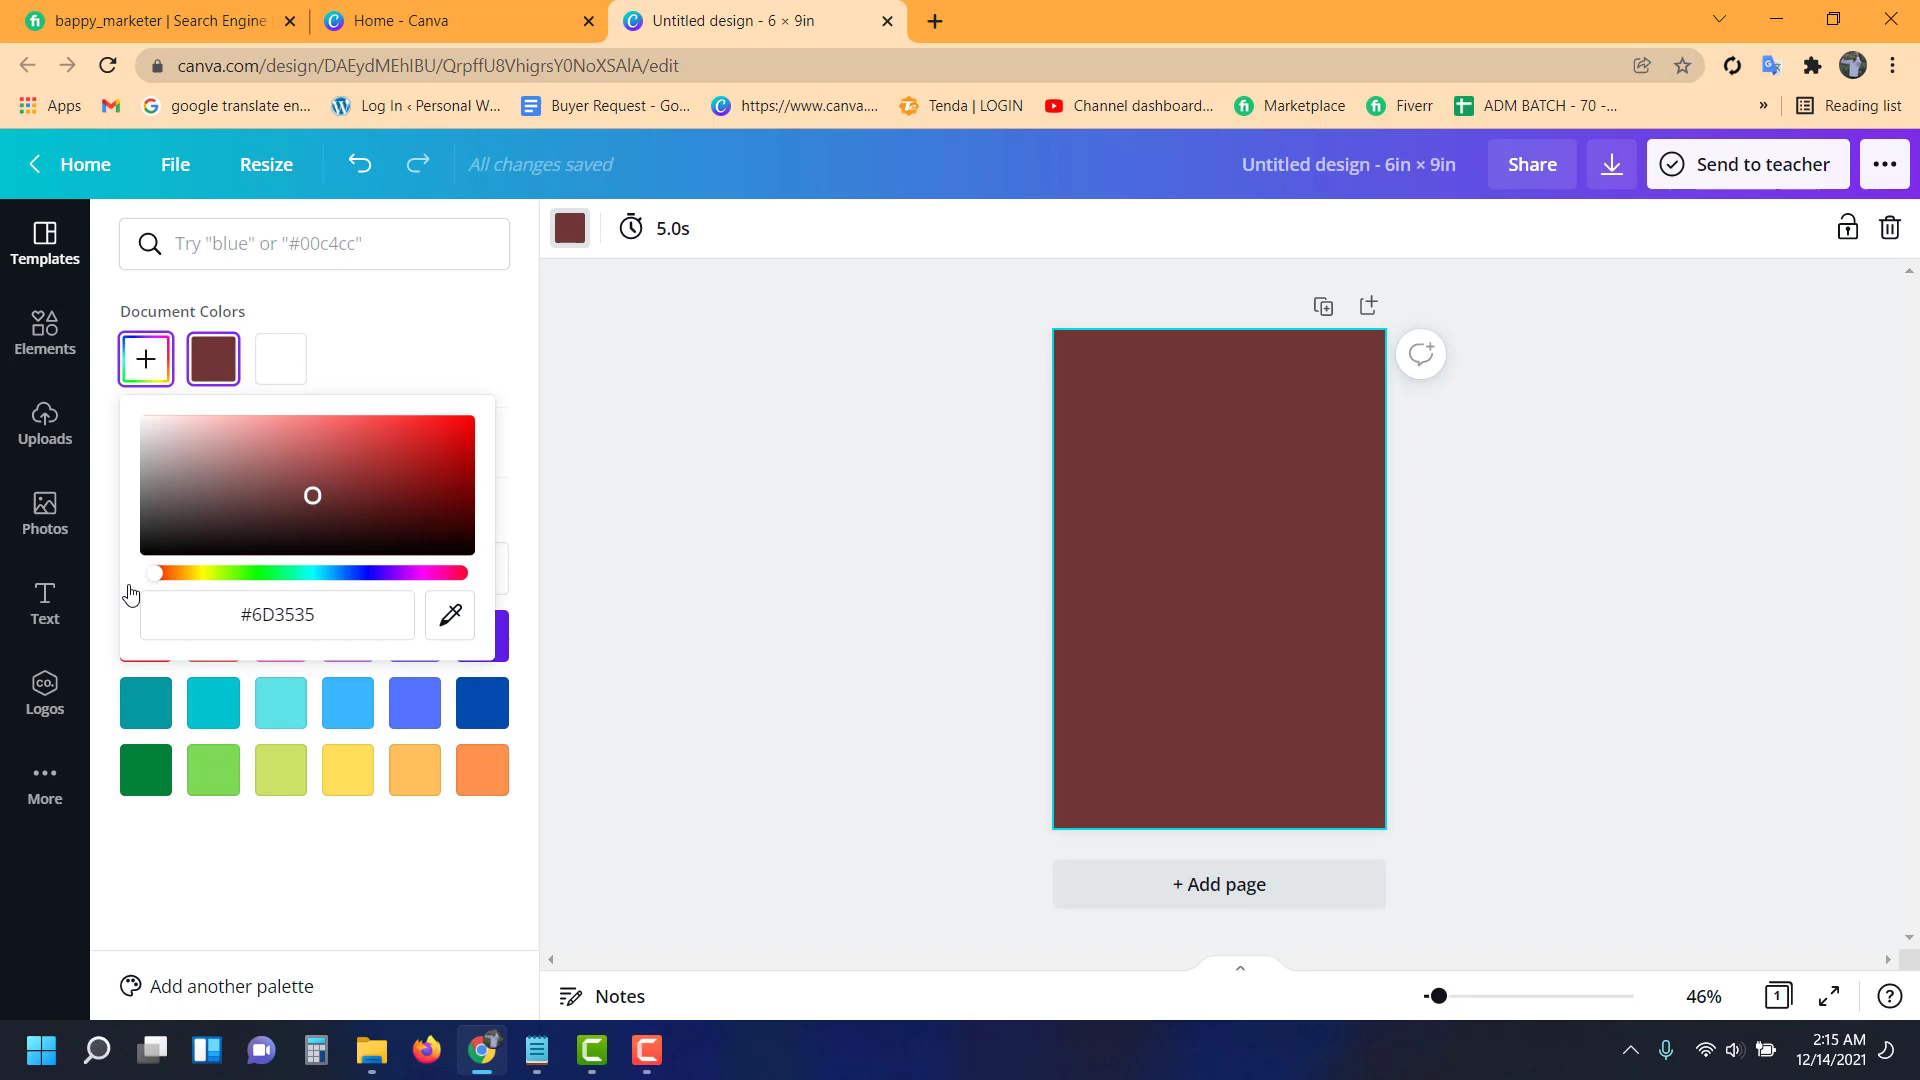 bappy_marketer | Search Engine
Home - Canva
Untitled design - 6 × 9in
canva.com/design/DAEydMEhIBU/QrpffU8VhigrsY0NoXSAlA/edit
Apps
google translate en...
Log In ‹ Personal W...
Buyer Request - Go...
https://www.canva....
Tenda | LOGIN
Channel dashboard...
Marketplace
Fiverr
ADM BATCH - 70 -...
»
Reading list
Home
File
Resize
All changes saved
Untitled design - 6in × 9in
Share
Send to teacher
Templates
Elements
Uploads
Photos
Text
CO.
Logos
More
Try "blue" or "#00c4cc"
5.0s
Document Colors
#6D3535
+ Add page
Add another palette
Notes
46%
1
2:15 AM
12/14/2021